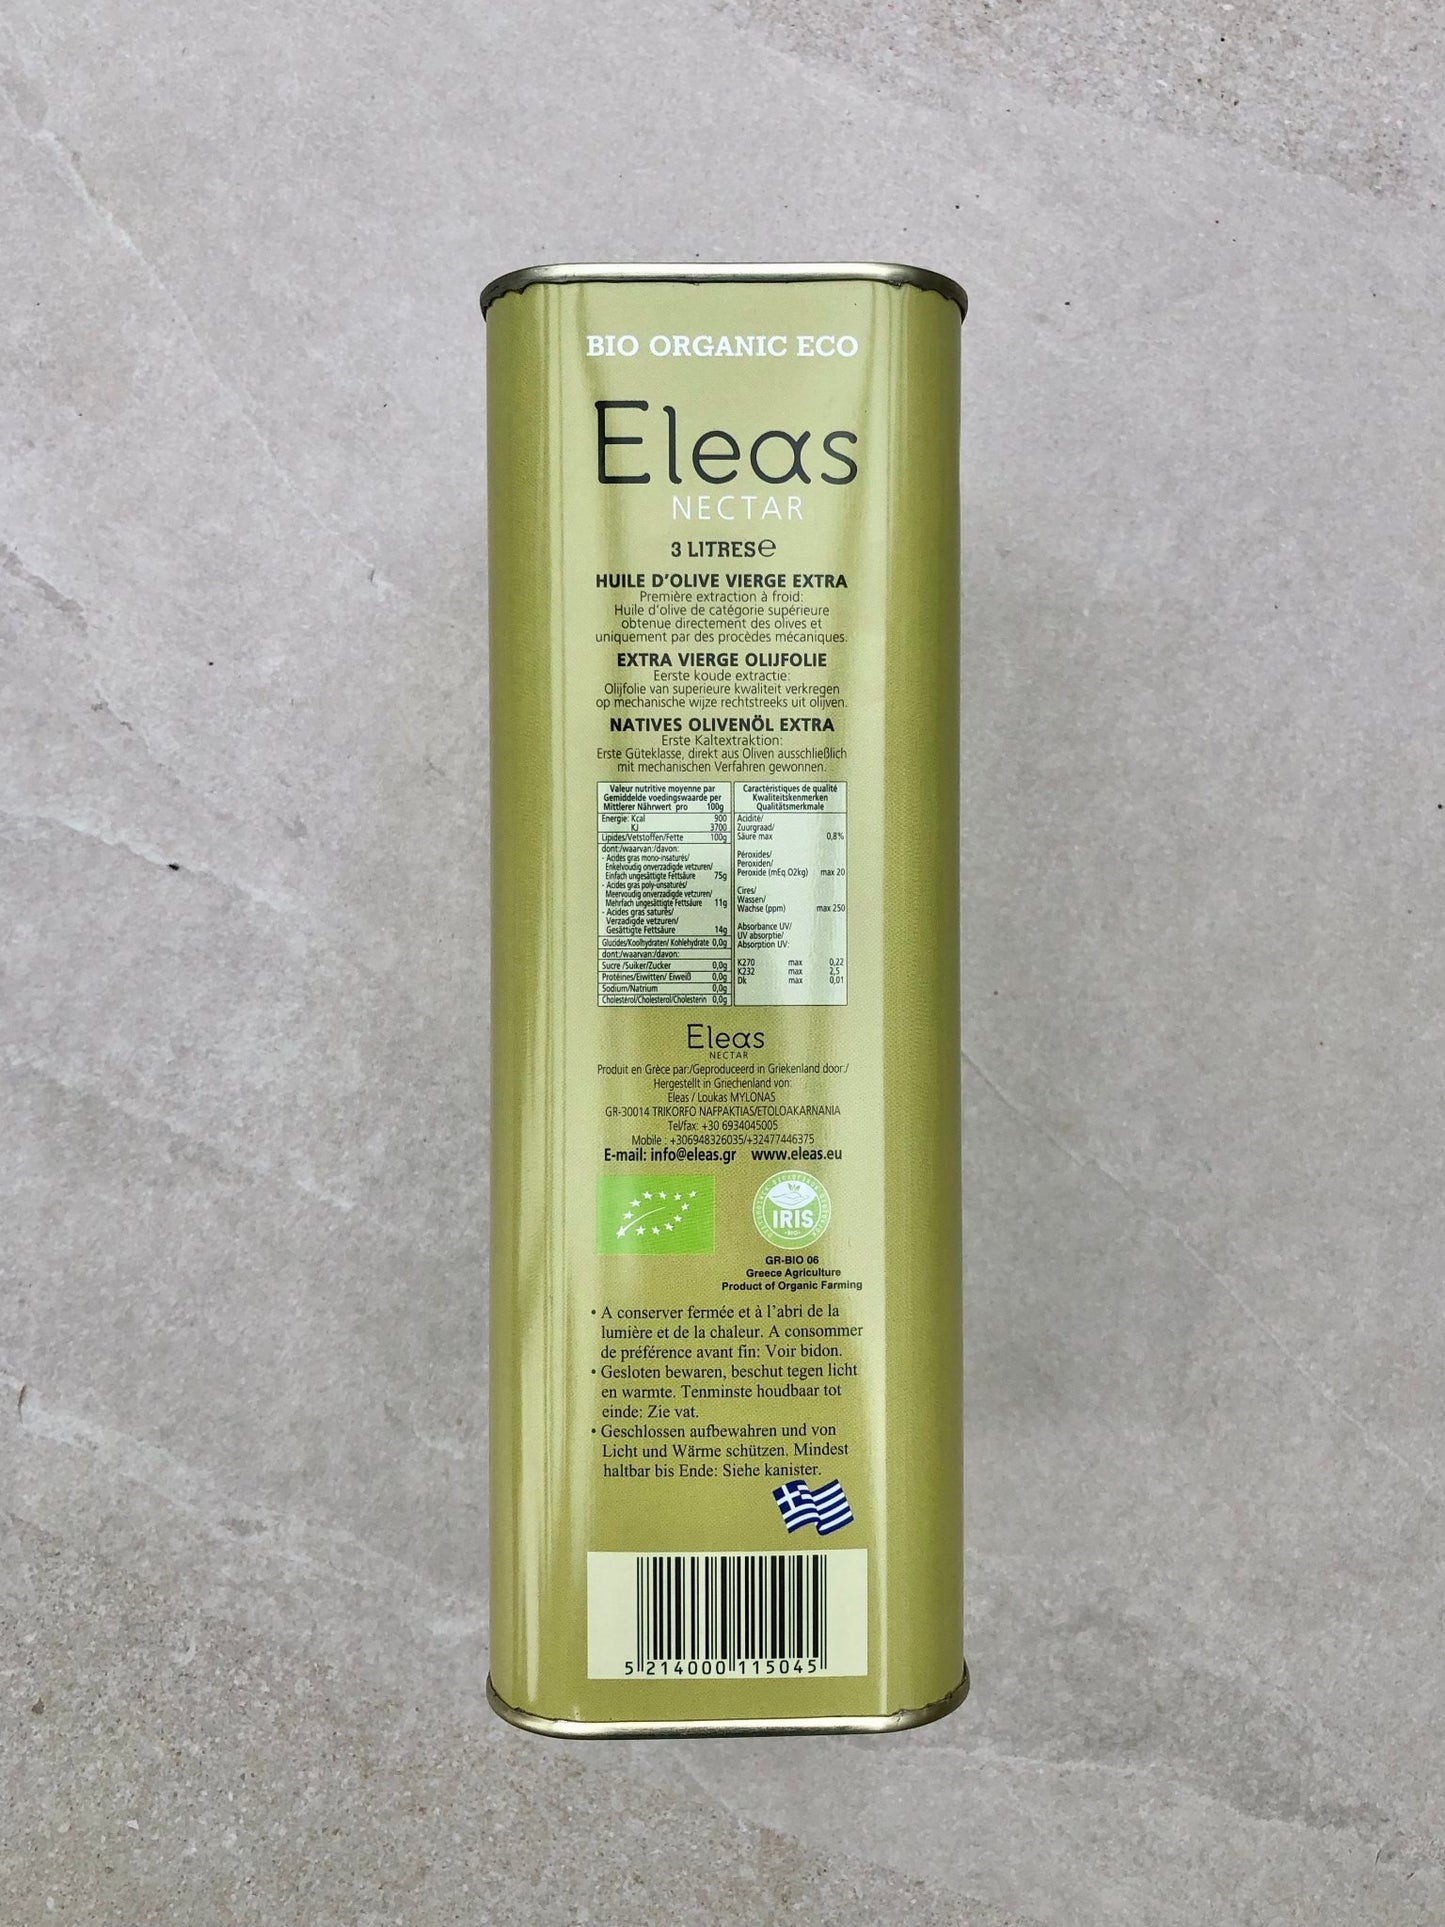 BIO ORGANIC ECO
Eleas
NECTAR
3 LITRES℮
HUILE D'OLIVE VIERGE EXTRA
Première extraction à froid:
Huile d'olive de catégorie supérieure
obtenue directement des olives et
uniquement par des procèdes mécaniques.
EXTRA VIERGE OLIJFOLIE
Eerste koude extractie:
Olijfolie van superieure kwaliteit verkregen
op mechanische wijze rechtstreeks uit olijven.
NATIVES OLIVENÖL EXTRA
Erste Kaltextraktion:
Erste Güteklasse, direkt aus Oliven ausschließlich
mit mechanischen Verfahren gewonnen.
Valeur nutritive moyenne par
Gemiddelde voedingswaarde per
Mittlerer Nährwert pro 100g
Energie: Kcal 900
KJ 3700
Lipides/Vetstoffen/Fette 100g
dont:/waarvan:/davon:
- Acides gras mono-insaturés/
Enkelvoudig onverzadigde vetzuren/
Einfach ungesättigte Fettsäure 75g
- Acides gras poly-insaturés/
Meervoudig onverzadigde vetzuren/
Mehrfach ungesättigte Fettsäure 11g
- Acides gras saturés/
Verzadigde vetzuren/
Gesättigte Fettsäure 14g
Glucides/Koolhydraten/ Kohlehydrate 0,0g
dont:/waarvan:/davon:
Sucre /Suiker/Zucker 0,0g
Protéines/Eiwitten/ Eiweiß 0,0g
Sodium/Natrium 0,0g
Cholestérol/Cholesterol/Cholesterin 0,0g
Caractéristiques de qualité
Kwaliteitskenmerken
Qualitätsmerkmale
Acidité/
Zuurgraad/
Säure max 0,8%
Péroxides/
Peroxiden/
Peroxide (mEq O2kg) max 20
Cires/
Wassen/
Wachse (ppm) max 250
Absorbance UV/
UV absorptie/
Absorption UV:
K270 max 0,22
K232 max 2,5
Dk max 0,01
Eleas
NECTAR
Produit en Grèce par:/Geproduceerd in Griekenland door:/
Hergestellt in Griechenland von:
Eleas / Loukas MYLONAS
GR-30014 TRIKORFO NAFPAKTIAS/ETOLOAKARNANIA
Tel/fax: +30 6934045005
Mobile : +306948326035/+32477446375
E-mail: info@eleas.gr www.eleas.eu
IRIS
•BIO•
GR-BIO 06
Greece Agriculture
Product of Organic Farming
• A conserver fermée et à l'abri de la
lumière et de la chaleur. A consommer
de préférence avant fin: Voir bidon.
• Gesloten bewaren, beschut tegen licht
en warmte. Tenminste houdbaar tot
einde: Zie vat.
• Geschlossen aufbewahren und von
Licht und Wärme schützen. Mindest
haltbar bis Ende: Siehe kanister.
5 214000 115045